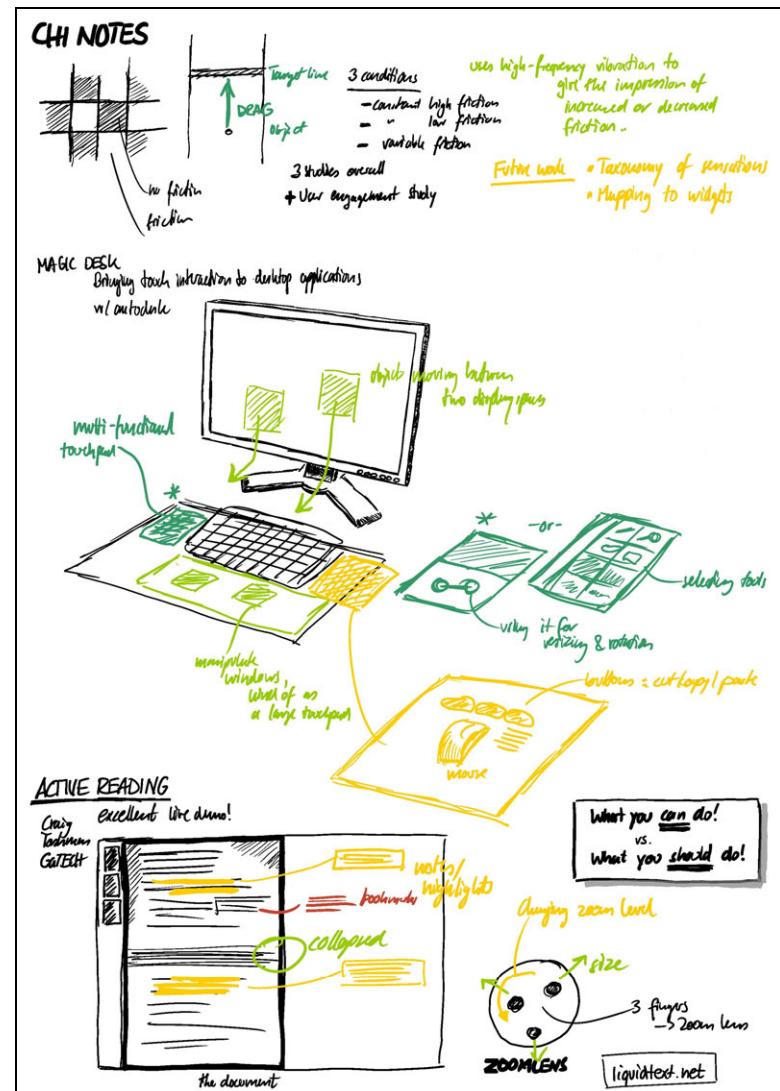 CHI NOTES
Target line
DRAG
object
no friction
friction
3 conditions
- constant high friction
- " low friction
- variable friction
3 studies overall
+ User engagement study
uses high-frequency vibration to
give the impression of
increased or decreased
friction.
Future work • Taxonomy of sensations
• Mapping to widgets
MAGIC DESK
Bringing touch interaction to desktop applications
w/ autodesk
objects moving between
two display spaces
multi-functional
touchpad
*
*
-or-
selecting tools
using it for
resizing & rotation
manipulate
windows,
kind of as
a large touchpad
buttons = cut/copy/paste
mouse
ACTIVE READING
excellent live demo!
Craig
Tashman
GaTECH
notes/
highlights
bookmarks
collapsed
the document
What you can do!
vs.
What you should do!
changing zoom level
size
3 fingers
-> zoom lens
ZOOMLENS
liquidtext.net